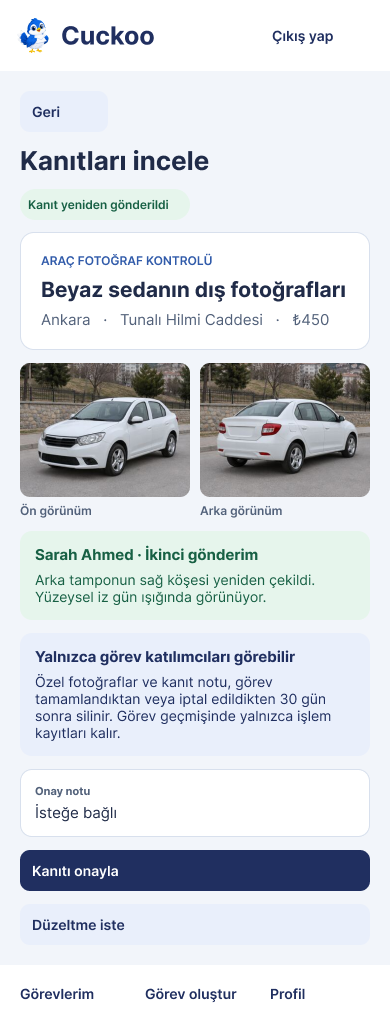 Cuckoo
Çıkış yap
Geri
Kanıtları incele
Kanıt yeniden gönderildi
ARAÇ FOTOĞRAF KONTROLÜ
Beyaz sedanın dış fotoğrafları
Ankara · Tunalı Hilmi Caddesi · ₺450
Ön görünüm
Arka görünüm
Sarah Ahmed · İkinci gönderim
Arka tamponun sağ köşesi yeniden çekildi.
Yüzeysel iz gün ışığında görünüyor.
Yalnızca görev katılımcıları görebilir
Özel fotoğraflar ve kanıt notu, görev
tamamlandıktan veya iptal edildikten 30 gün
sonra silinir. Görev geçmişinde yalnızca işlem
kayıtları kalır.
Onay notu
İsteğe bağlı
Kanıtı onayla
Düzeltme iste
Görevlerim
Görev oluştur
Profil